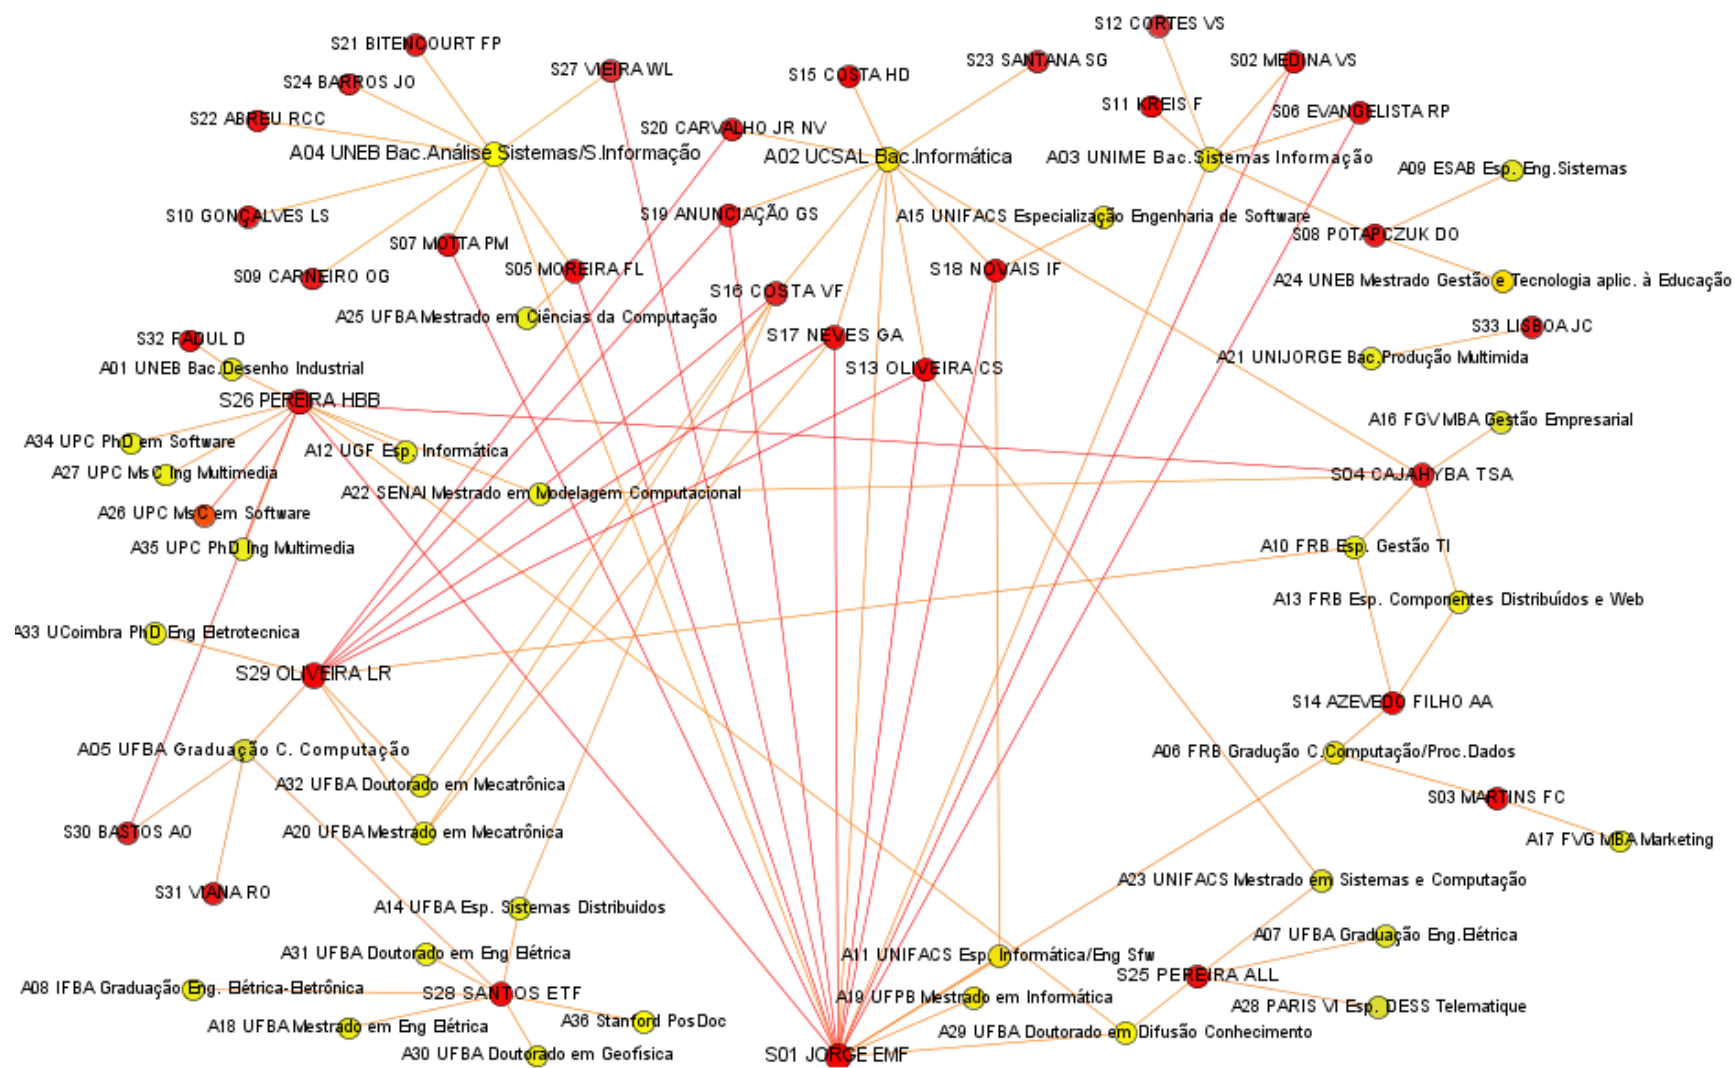 S12 CORTES VS
S21 BITENCOURT FP
S23 SANTANA SG
S02 MEDINA VS
S27 VIEIRA WL
S15 COSTA HD
S24 BARROS JO
S11 KREIS F
S06 EVANGELISTA RP
S22 ABREU RCC
S20 CARVALHO JR NV
A04 UNEB Bac.Análise Sistemas/S.Informação
A02 UCSAL Bac.Informática
A03 UNIME Bac.Sistemas Informação
A09 ESAB Esp. Eng.Sistemas
S10 GONÇALVES LS
S19 ANUNCIAÇÃO GS
A15 UNIFACS Especialização Engenharia de Software
S08 POTAPCZUK DO
S07 MOTTA PM
S05 MOREIRA FL
S18 NOVAIS IF
S09 CARNEIRO OG
A24 UNEB Mestrado Gestão e Tecnologia aplic. à Educação
S16 COSTA VF
A25 UFBA Mestrado em Ciências da Computação
S33 LISBOA JC
S32 FADUL D
S17 NEVES GA
A21 UNIJORGE Bac.Produção Multimida
A01 UNEB Bac.Desenho Industrial
S13 OLIVEIRA CS
S26 PEREIRA HBB
A16 FGV MBA Gestão Empresarial
A34 UPC PhD em Software
A12 UGF Esp. Informática
A27 UPC MsC Ing Multimedia
S04 CAJAHYBA TSA
A22 SENAI Mestrado em Modelagem Computacional
A26 UPC MsC em Software
A35 UPC PhD Ing Multimedia
A10 FRB Esp. Gestão TI
A13 FRB Esp. Componentes Distribuídos e Web
A33 UCoimbra PhD Eng Eletrotecnica
S29 OLIVEIRA LR
S14 AZEVEDO FILHO AA
A05 UFBA Graduação C. Computação
A06 FRB Gradução C.Computação/Proc.Dados
A32 UFBA Doutorado em Mecatrônica
S03 MARTINS FC
S30 BASTOS AO
A20 UFBA Mestrado em Mecatrônica
A17 FVG MBA Marketing
A23 UNIFACS Mestrado em Sistemas e Computação
S31 VIANA RO
A14 UFBA Esp. Sistemas Distribuidos
A07 UFBA Graduação Eng.Elétrica
A31 UFBA Doutorado em Eng Elétrica
A11 UNIFACS Esp. Informática/Eng Sfw
S25 PEREIRA ALL
A08 IFBA Graduação Eng. Elétrica-Eletrônica
S28 SANTOS ETF
A19 UFPB Mestrado em Informática
A28 PARIS VI Esp. DESS Telematique
A18 UFBA Mestrado em Eng Elétrica
A36 Stanford PosDoc
A29 UFBA Doutorado em Difusão Conhecimento
A30 UFBA Doutorado em Geofísica
S01 JORGE EMF